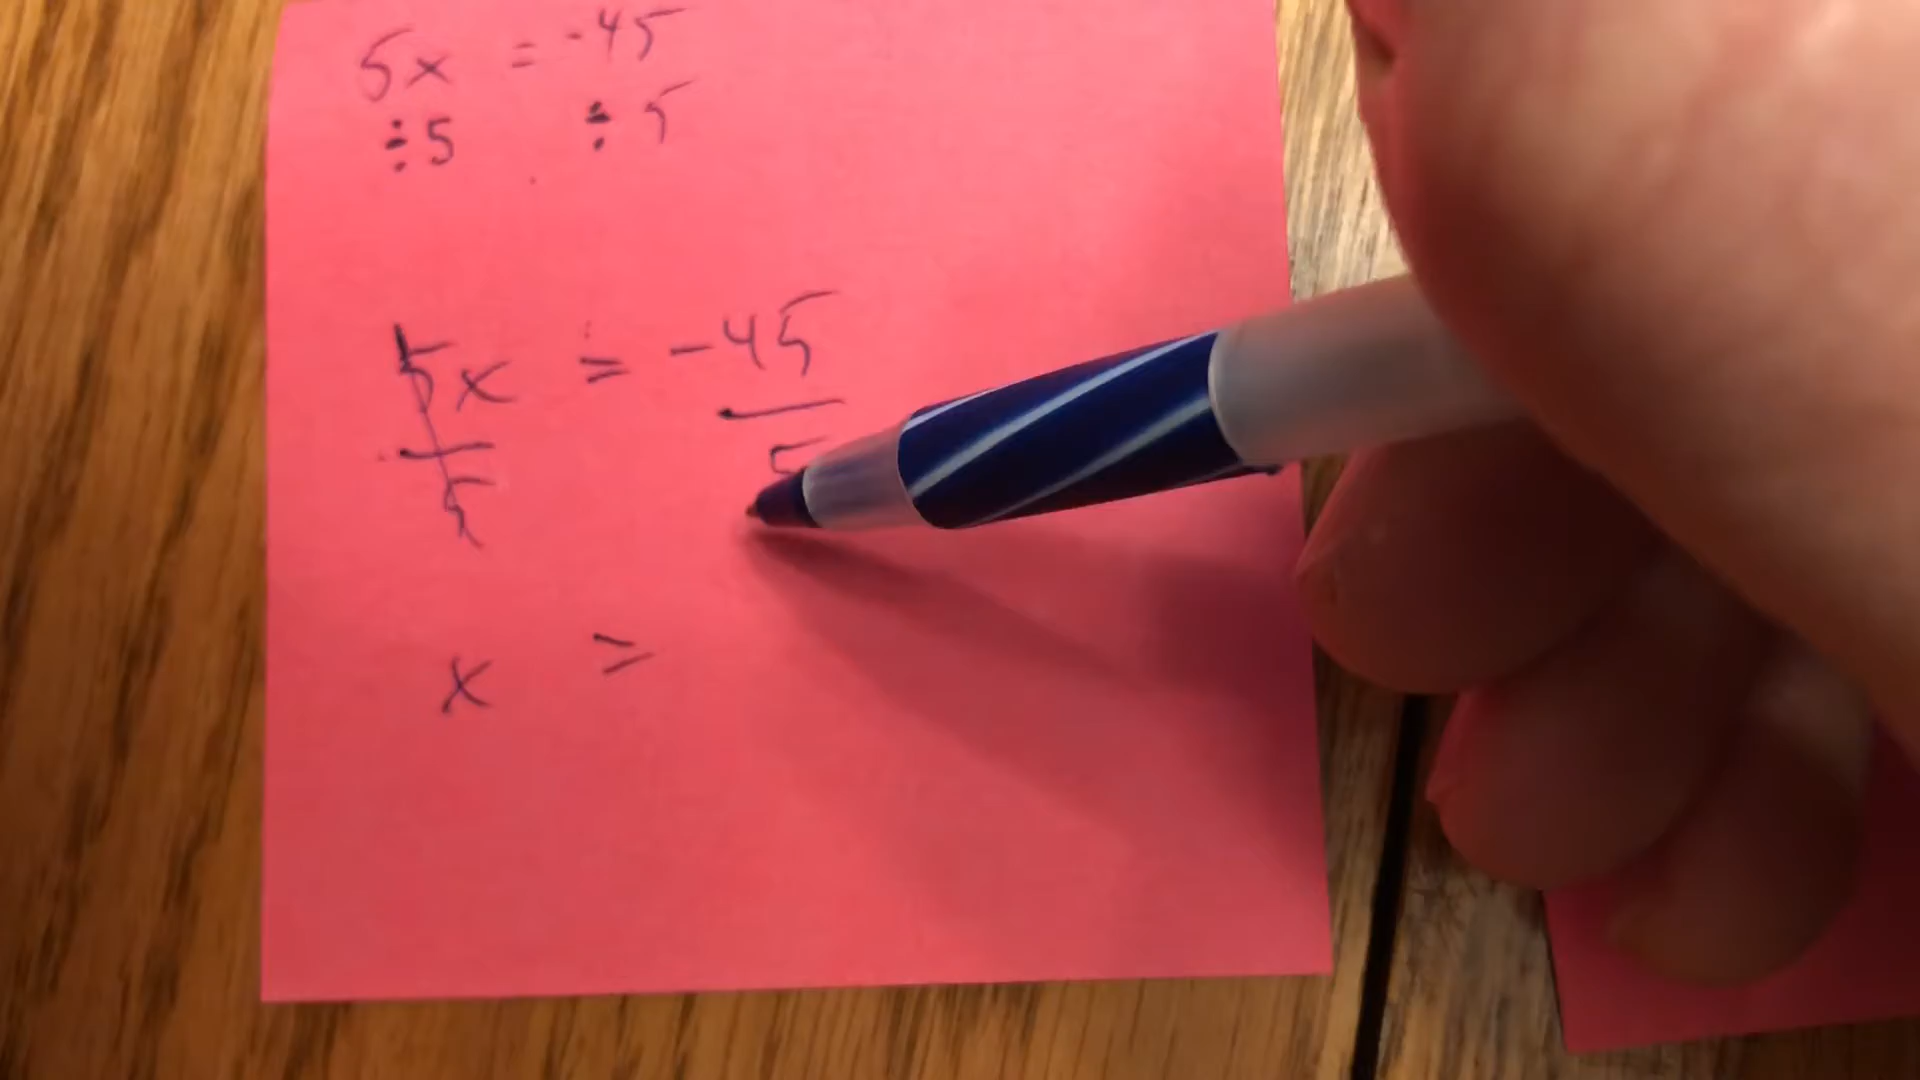 5x = -45
÷5 ÷5
5x = -45
5 5
x =